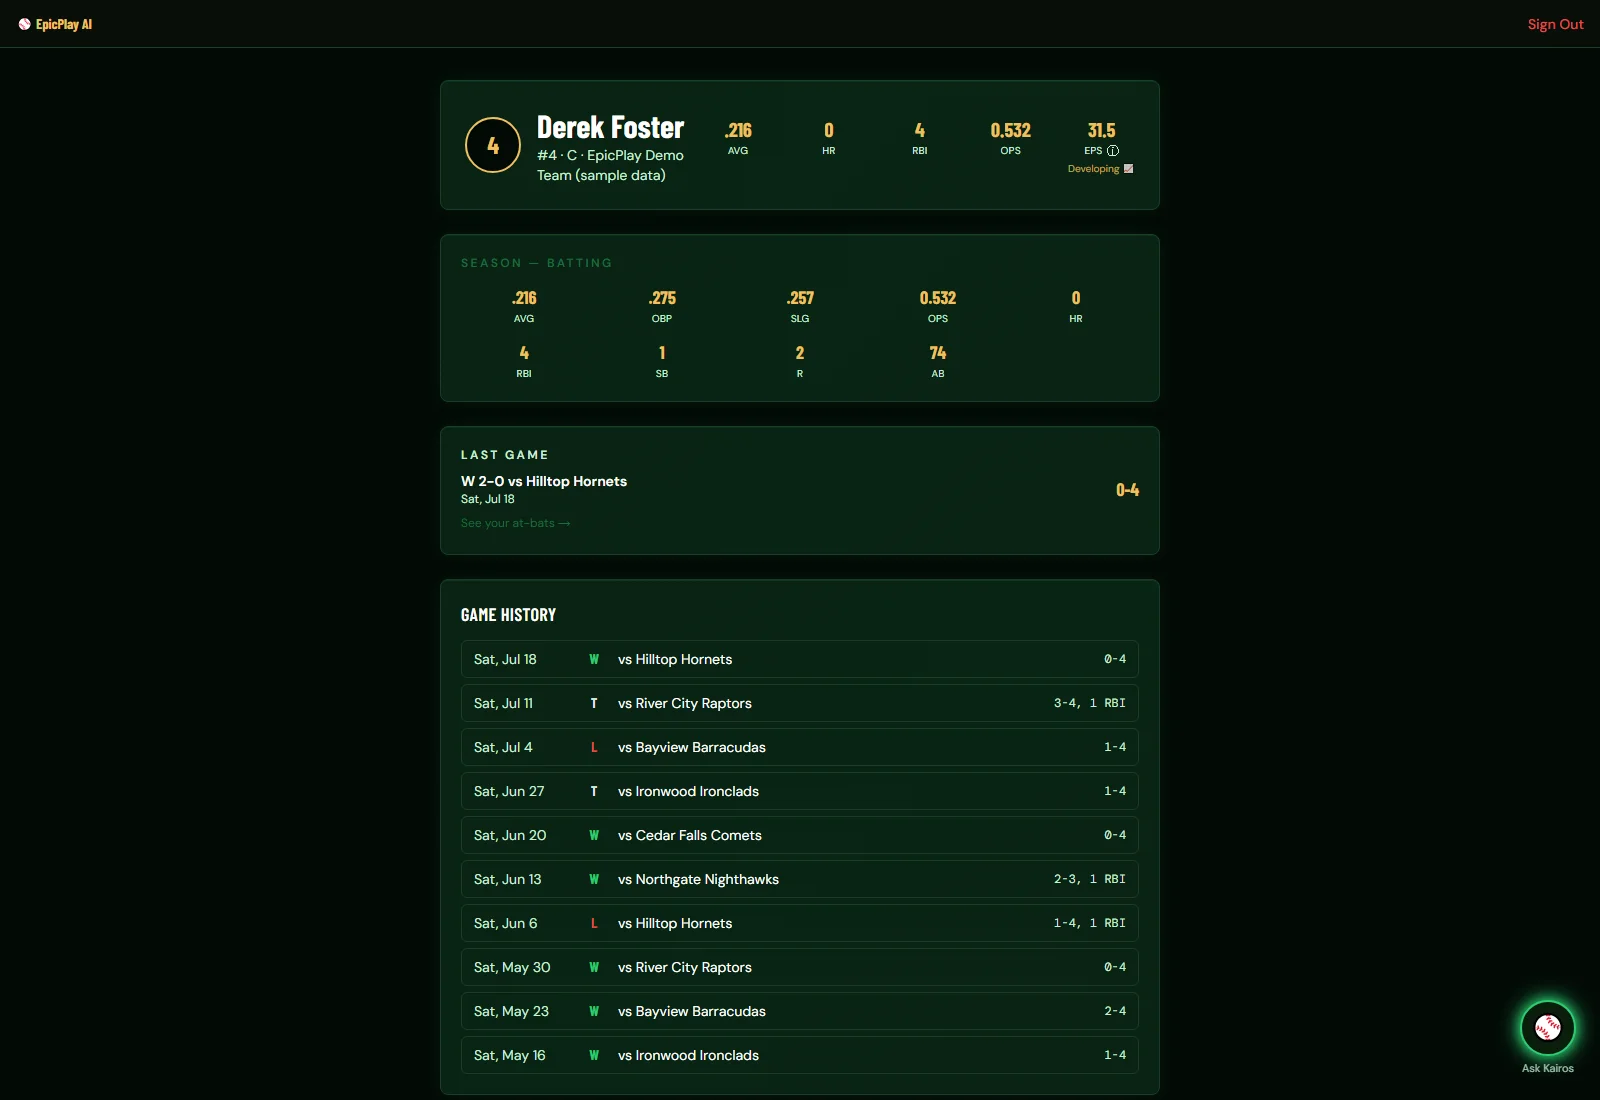 EpicPlay AI
Sign Out
4
Derek Foster
#4 · C · EpicPlay Demo
Team (sample data)
.216
AVG
0
HR
4
RBI
0.532
OPS
31.5
EPS ⓘ
Developing
SEASON — BATTING
.216
AVG
.275
OBP
.257
SLG
0.532
OPS
0
HR
4
RBI
1
SB
2
R
74
AB
LAST GAME
W 2-0 vs Hilltop Hornets
Sat, Jul 18
See your at-bats →
0-4
GAME HISTORY
Sat, Jul 18 W vs Hilltop Hornets 0-4
Sat, Jul 11 T vs River City Raptors 3-4, 1 RBI
Sat, Jul 4 L vs Bayview Barracudas 1-4
Sat, Jun 27 T vs Ironwood Ironclads 1-4
Sat, Jun 20 W vs Cedar Falls Comets 0-4
Sat, Jun 13 W vs Northgate Nighthawks 2-3, 1 RBI
Sat, Jun 6 L vs Hilltop Hornets 1-4, 1 RBI
Sat, May 30 W vs River City Raptors 0-4
Sat, May 23 W vs Bayview Barracudas 2-4
Sat, May 16 W vs Ironwood Ironclads 1-4
Ask Kairos